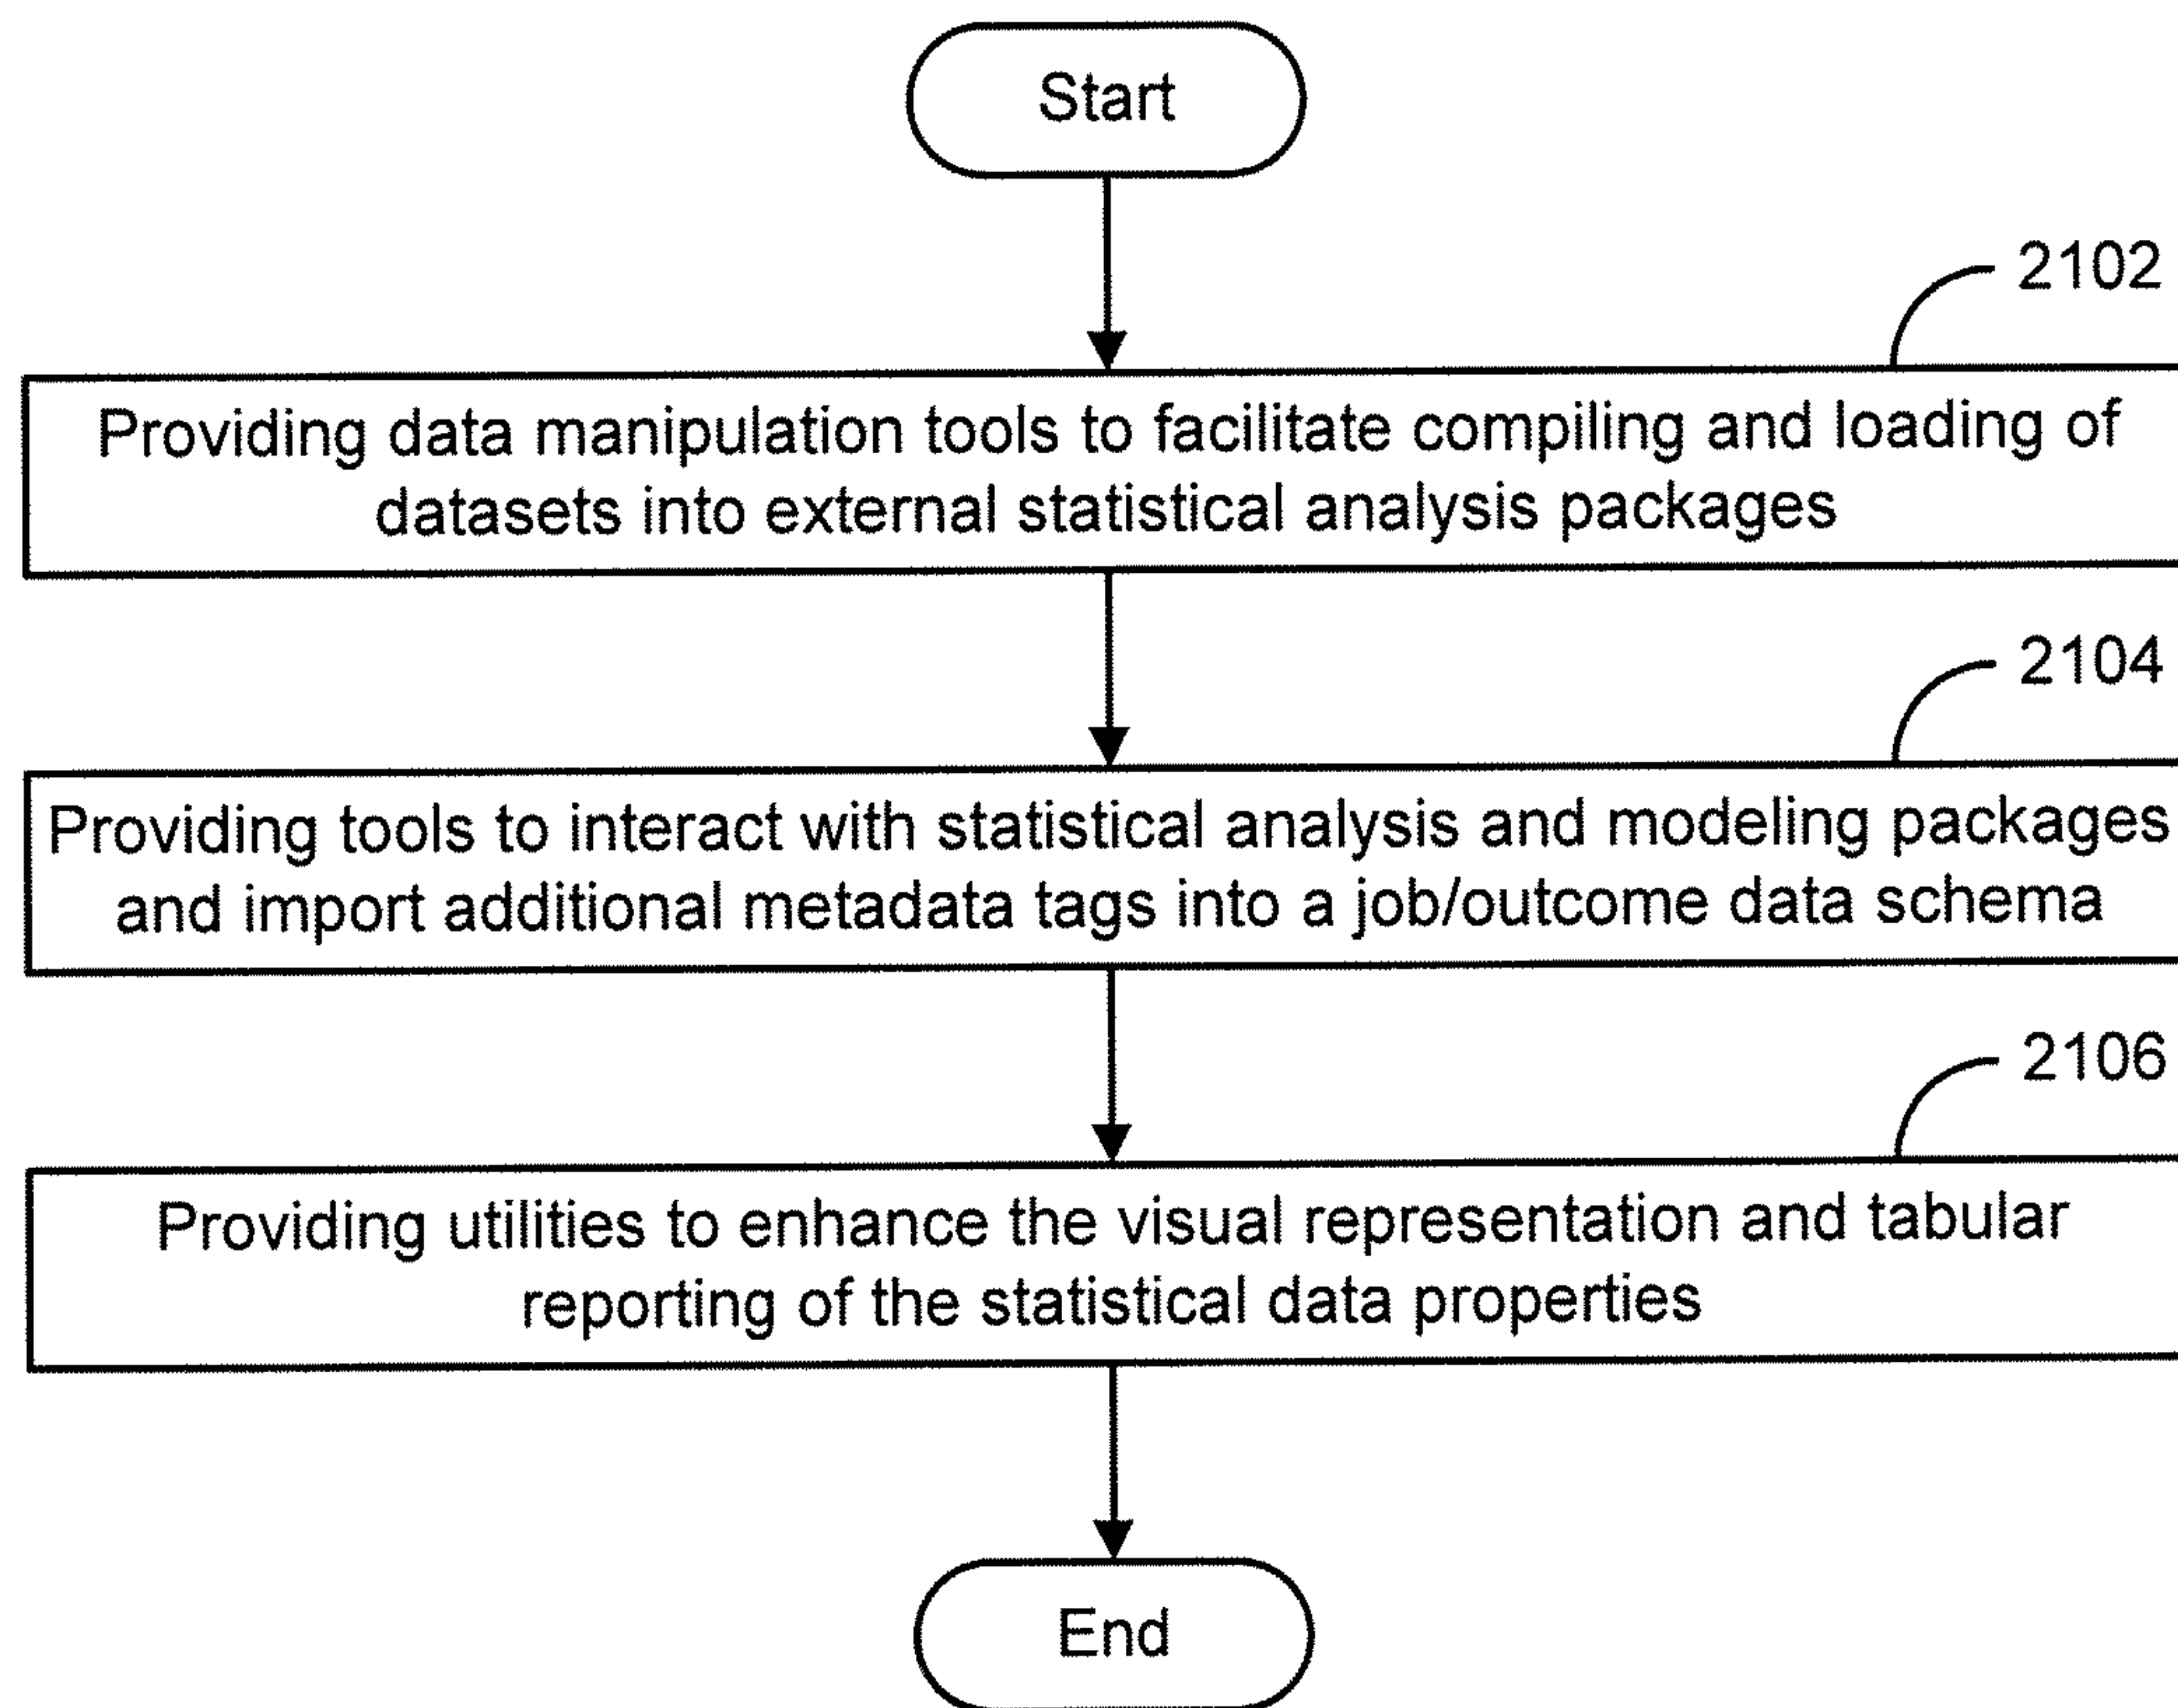 Start
2102
Providing data manipulation tools to facilitate compiling and loading of
datasets into external statistical analysis packages
2104
Providing tools to interact with statistical analysis and modeling packages
and import additional metadata tags into a job/outcome data schema
2106
Providing utilities to enhance the visual representation and tabular
reporting of the statistical data properties
End